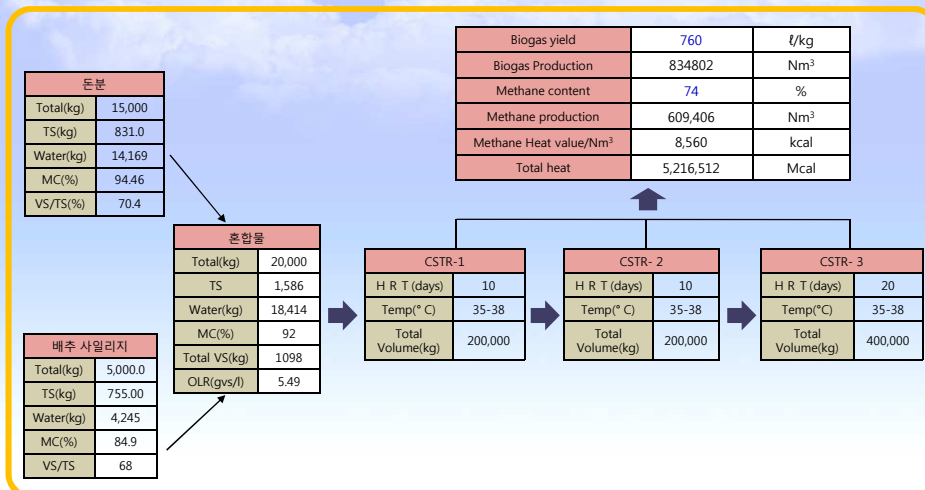 Biogas yield 760 ℓ/kg
Biogas Production 834802 Nm³
Methane content 74 %
Methane production 609,406 Nm³
Methane Heat value/Nm³ 8,560 kcal
Total heat 5,216,512 Mcal
돈분
Total(kg) 15,000
TS(kg) 831.0
Water(kg) 14,169
MC(%) 94.46
VS/TS(%) 70.4
혼합물
Total(kg) 20,000
TS 1,586
Water(kg) 18,414
MC(%) 92
Total VS(kg) 1098
OLR(gvs/l) 5.49
배추 사일리지
Total(kg) 5,000.0
TS(kg) 755.00
Water(kg) 4,245
MC(%) 84.9
VS/TS 68
CSTR-1
H R T (days) 10
Temp(° C) 35-38
Total
Volume(kg) 200,000
CSTR- 2
H R T (days) 10
Temp(° C) 35-38
Total
Volume(kg) 200,000
CSTR- 3
H R T (days) 20
Temp(°C) 35-38
Total
Volume(kg) 400,000